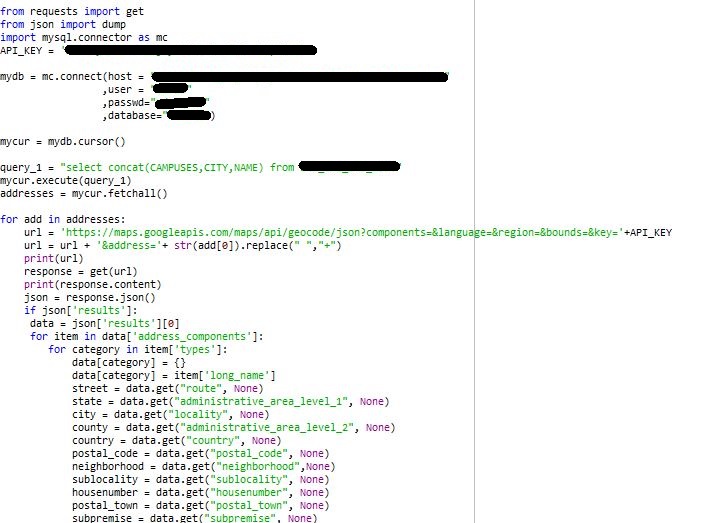 from requests import get
from json import dump
import mysql.connector as mc
API_KEY = '

mydb = mc.connect(host = ' '
                 ,user = " "
                 ,passwd=" "
                 ,database=" )

mycur = mydb.cursor()

query_1 = "select concat(CAMPUSES,CITY,NAME) from "
mycur.execute(query_1)
addresses = mycur.fetchall()

for add in addresses:
    url = 'https://maps.googleapis.com/maps/api/geocode/json?components=&language=&region=&bounds=&key='+API_KEY
    url = url + '&address='+ str(add[0]).replace(" ","+")
    print(url)
    response = get(url)
    print(response.content)
    json = response.json()
    if json['results']:
     data = json['results'][0]
     for item in data['address_components']:
        for category in item['types']:
            data[category] = {}
            data[category] = item['long_name']
            street = data.get("route", None)
            state = data.get("administrative_area_level_1", None)
            city = data.get("locality", None)
            county = data.get("administrative_area_level_2", None)
            country = data.get("country", None)
            postal_code = data.get("postal_code", None)
            neighborhood = data.get("neighborhood",None)
            sublocality = data.get("sublocality", None)
            housenumber = data.get("housenumber", None)
            postal_town = data.get("postal_town", None)
            subpremise = data.get("subpremise", None)